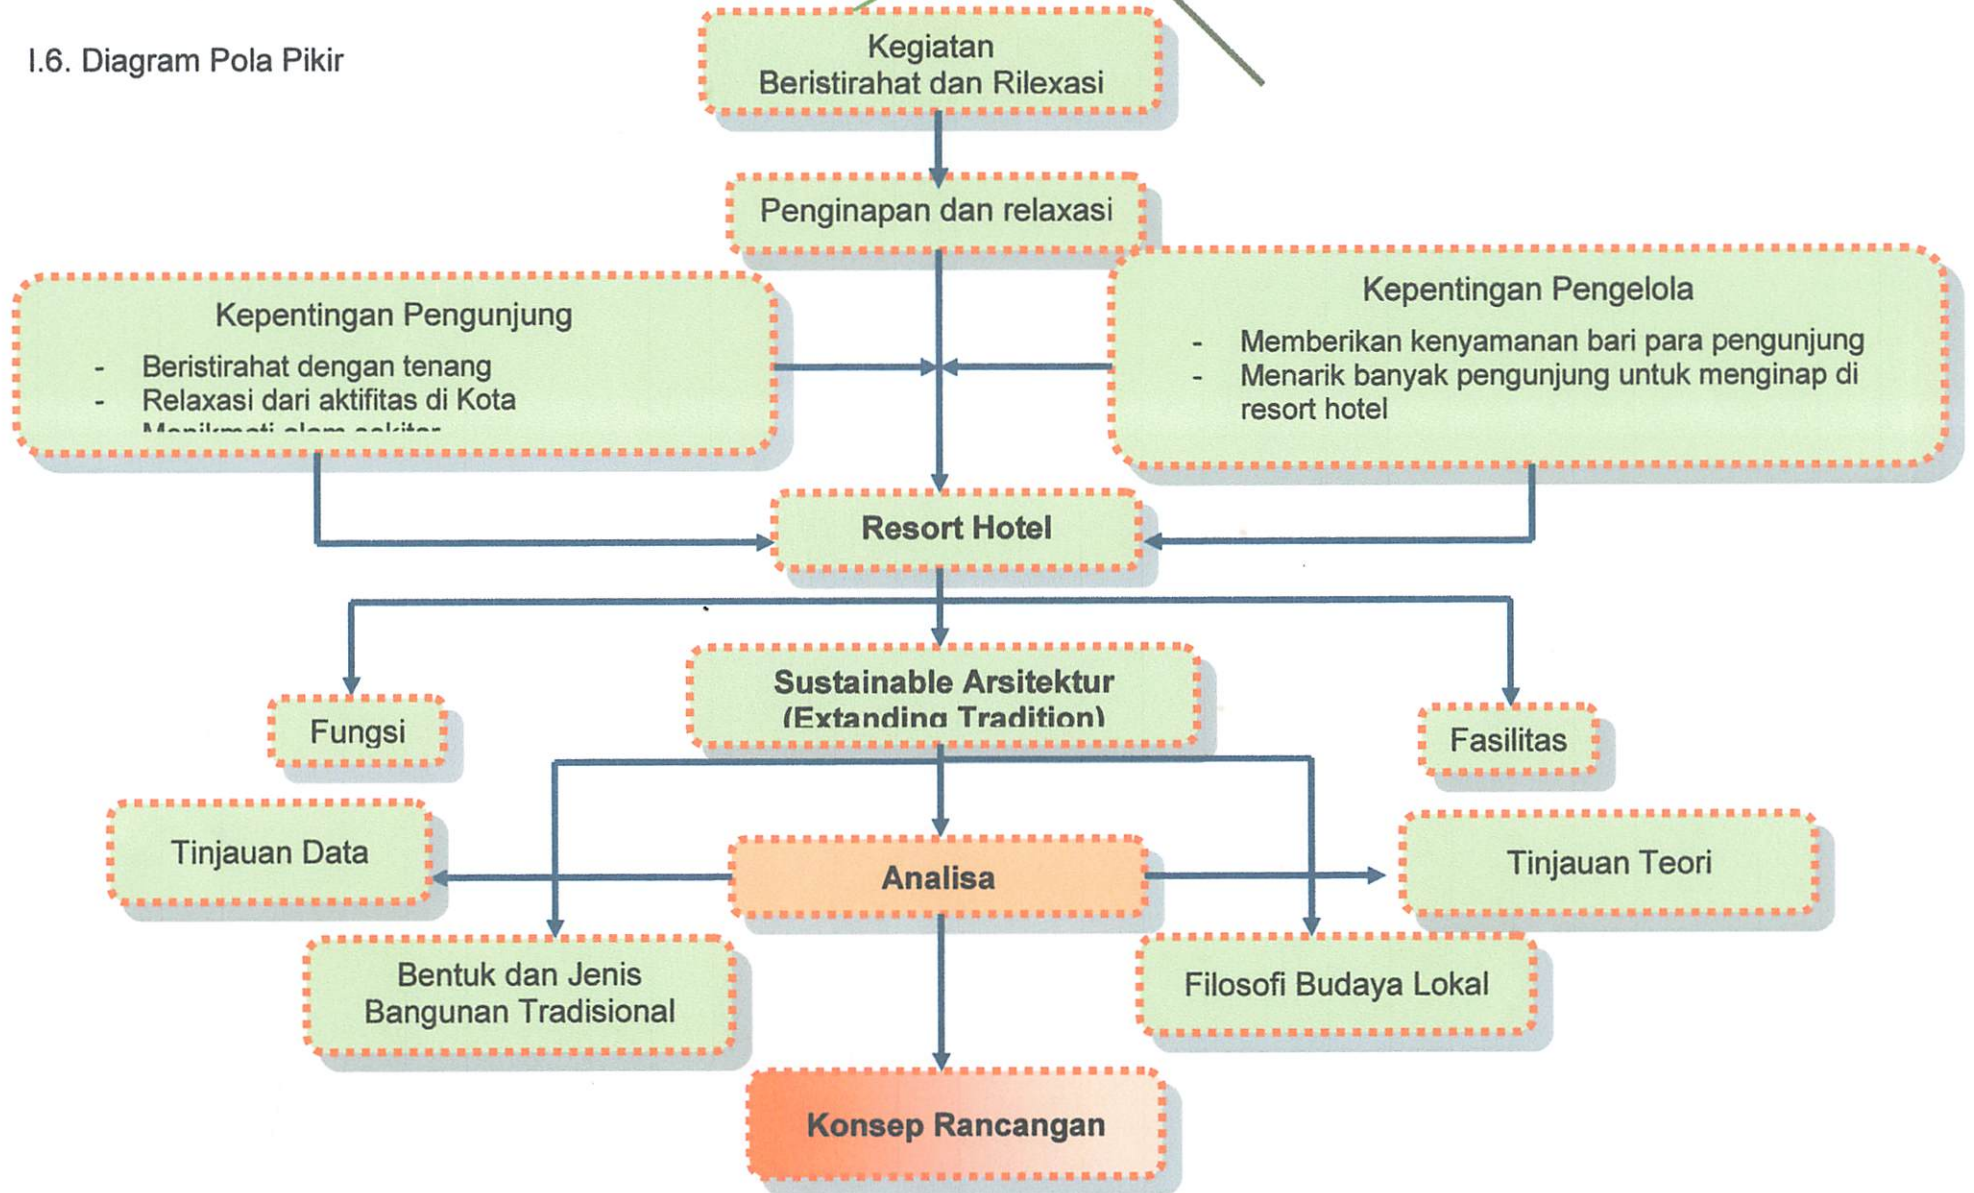 I.6. Diagram Pola Pikir
Kegiatan
Beristirahat dan Rilexasi
Penginapan dan relaxasi
Kepentingan Pengunjung
- Beristirahat dengan tenang
- Relaxasi dari aktifitas di Kota
Menikmati alam
Kepentingan Pengelola
- Memberikan kenyamanan bari para pengunjung
- Menarik banyak pengunjung untuk menginap di
resort hotel
Resort Hotel
Sustainable Arsitektur
(Extanding Tradition)
Fungsi
Fasilitas
Tinjauan Data
Analisa
Tinjauan Teori
Bentuk dan Jenis
Bangunan Tradisional
Filosofi Budaya Lokal
Konsep Rancangan